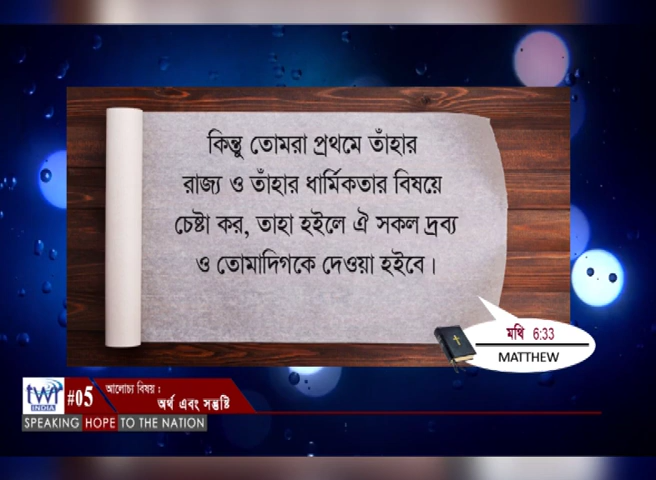 কিন্তু তোমরা প্রথমে তাঁহার
রাজ্য ও তাঁহার ধার্মিকতার বিষয়ে
চেষ্টা কর, তাহা হইলে ঐ সকল দ্রব্য
ও তোমাদিগকে দেওয়া হইবে।
মথি 6:33
MATTHEW
twr
INDIA
#05
আলোচ্য বিষয় :
অর্থ এবং সন্তুষ্টি
SPEAKING HOPE TO THE NATION